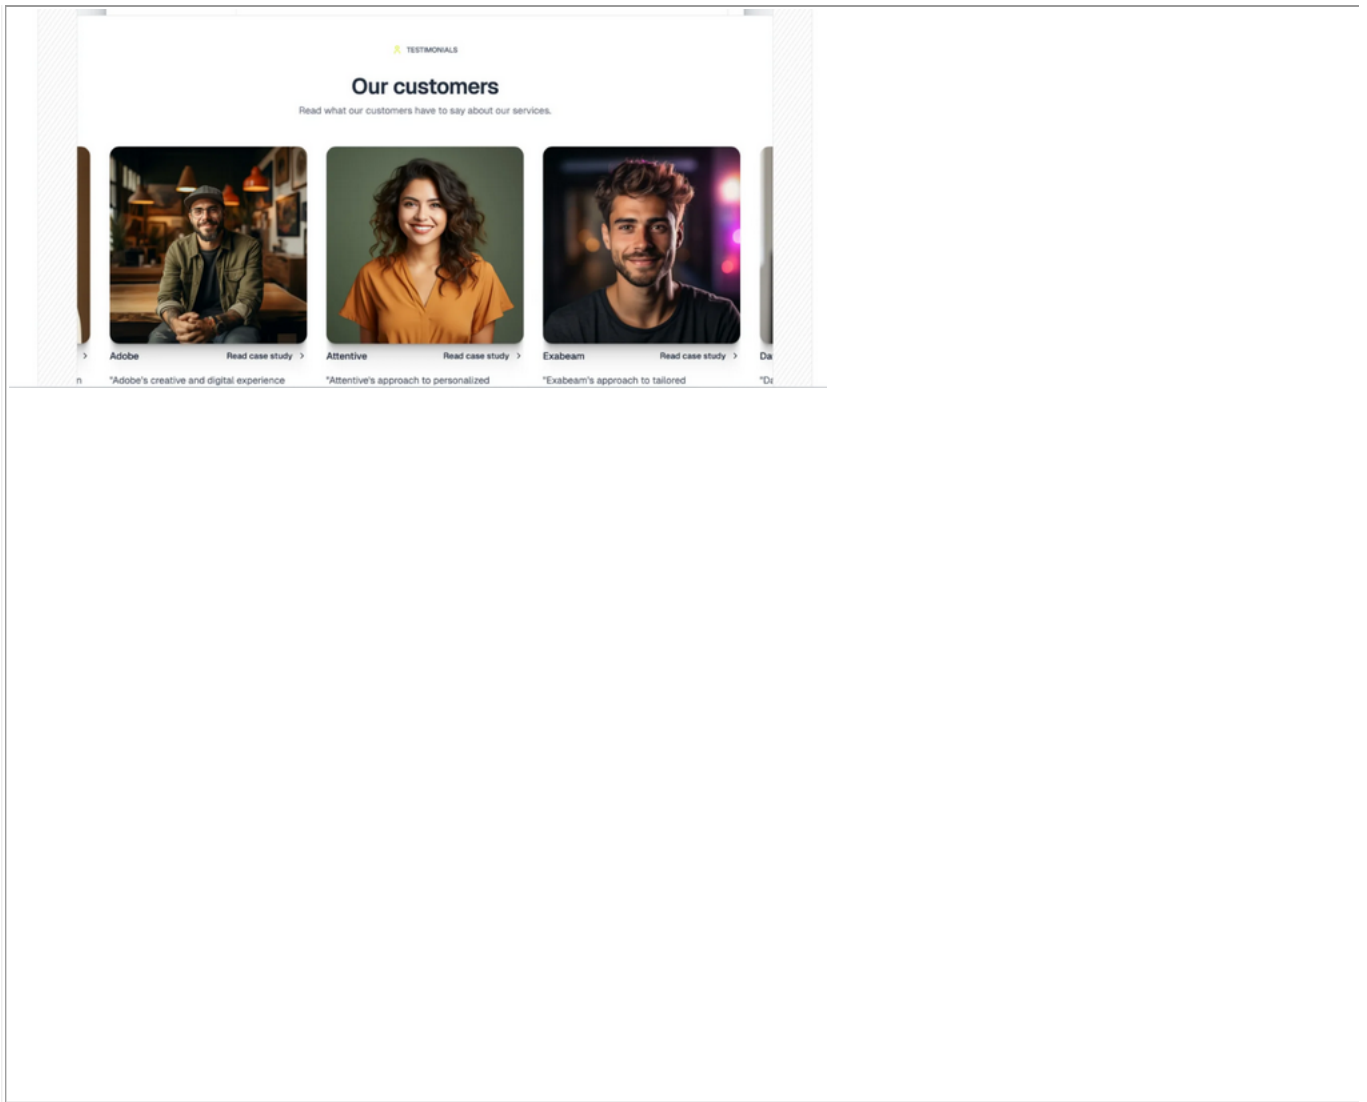 TESTIMONIALS
Our customers
Read what our customers have to say about our services.
Adobe Read case study
Attentive Read case study
Exabeam Read case study
Da
n
"Adobe's creative and digital experience
"Attentive's approach to personalized
"Exabeam's approach to tailored